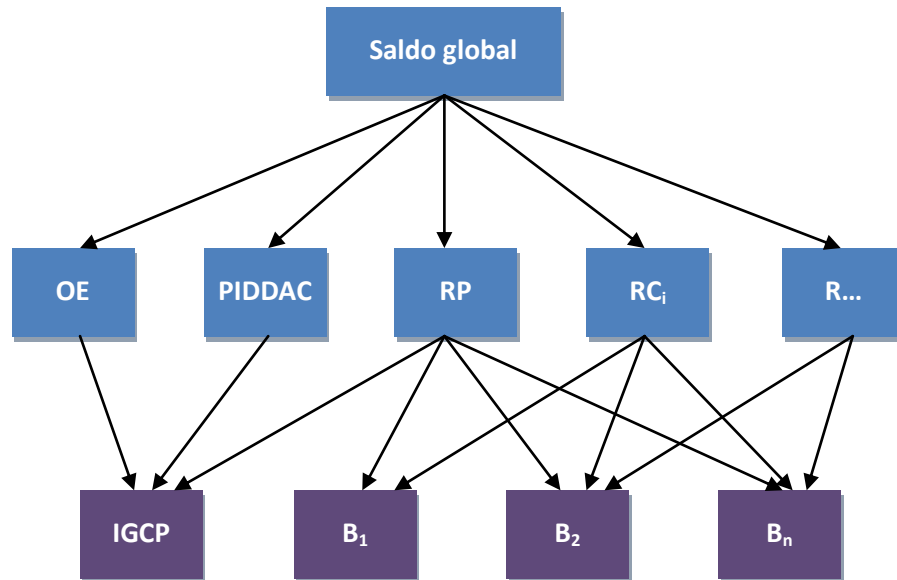 Saldo global
OE
PIDDAC
RP
RCᵢ
R...
IGCP
B₁
B₂
Bₙ